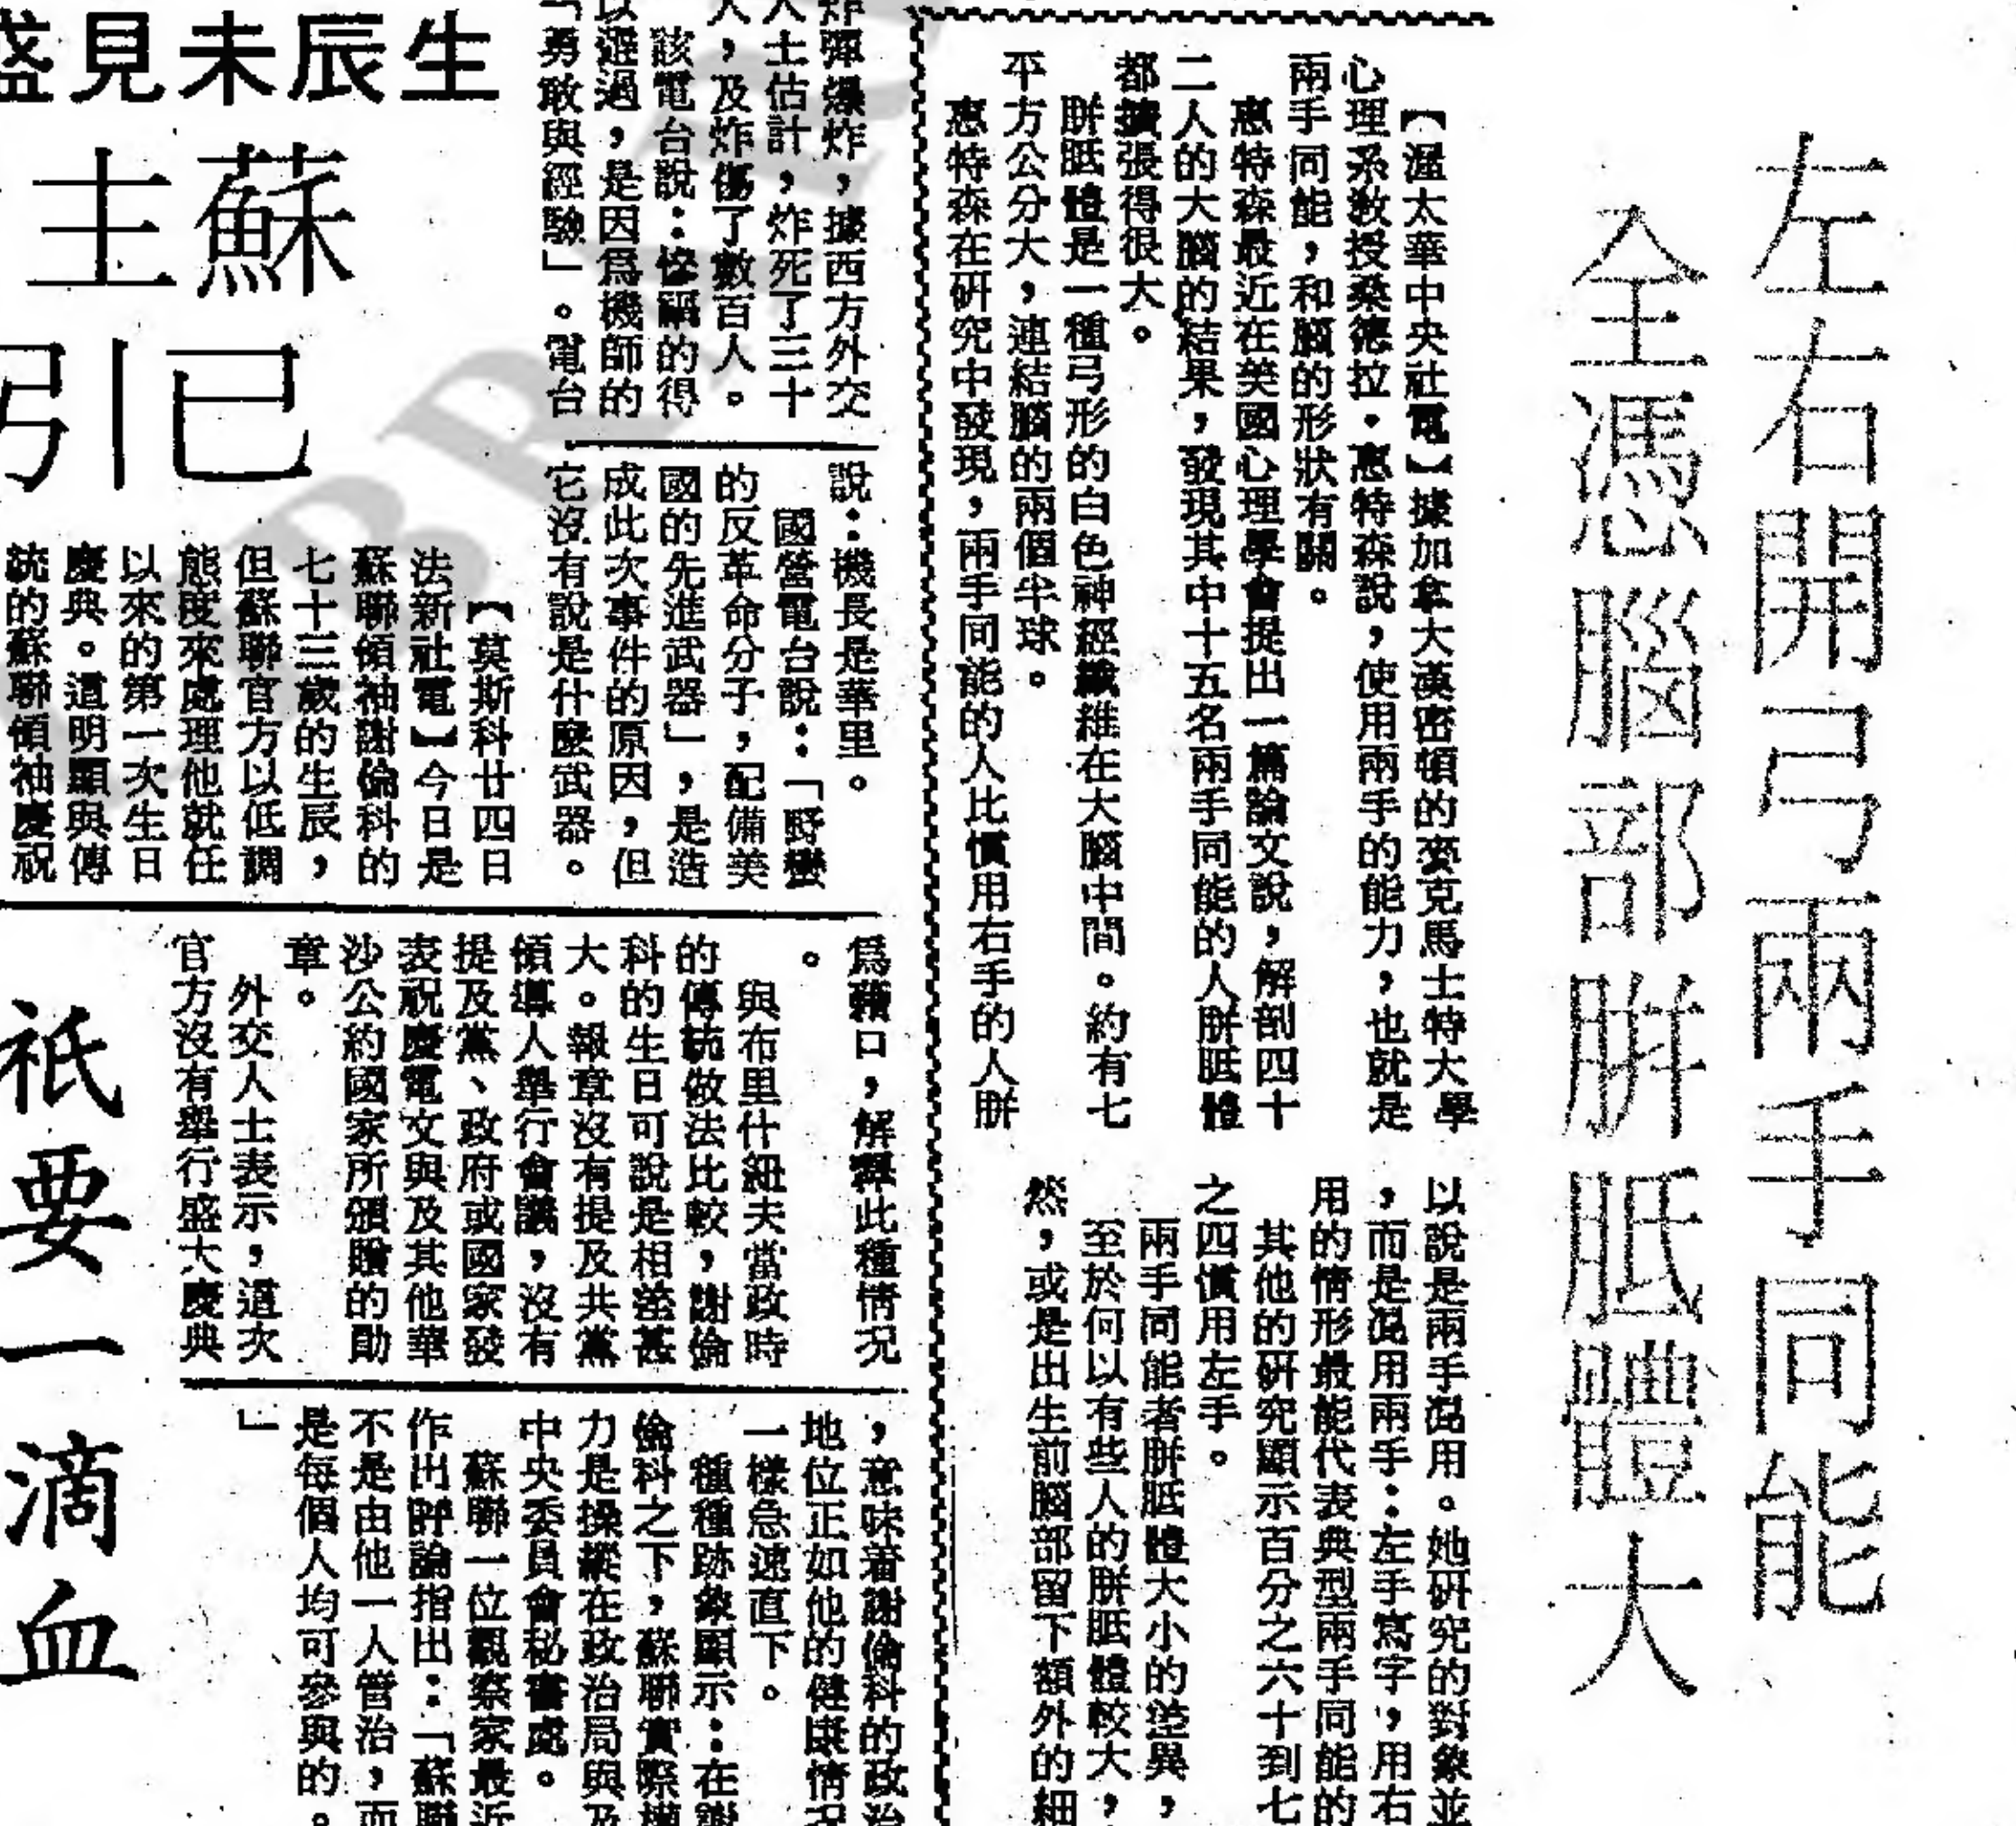 左右開弓兩手同能
全憑腦部胼胝體大
【渥太華中央社電】據加拿大漢密頓的麥克馬士特大學
心理系敎授桑德拉・惠特森說，使用兩手的能力，也就是
兩手同能，和腦的形狀有關。
惠特森最近在美國心理學會提出一篇論文說，解剖四十
二人的大腦的結果，發現其中十五名兩手同能的人胼胝體
都擴張得很大。
胼胝體是一種弓形的白色神經纖維在大腦中間。約有七
平方公分大，連結腦的兩個半球。
惠特森在研究中發現，兩手同能的人比慣用右手的人胼
以說是兩手混用。她研究的對象並
，而是混用兩手：左手寫字，用右
用的情形最能代表典型兩手同能的
其他的研究顯示百分之六十到七
之四慣用左手。
兩手同能者胼胝體大小的差異，
至於何以有些人的胼胝體較大，
然，或是出生前腦部留下額外的細
炸彈爆炸，據西方外交
人士估計，炸死了三十
人，及炸傷了數百人。
該電台說：倖免的得
以避過，是因爲機師的
「勇敢與經驗」。電台
說：機長是華里。
國營電台說：「野蠻
的反革命分子，配備美
國的先進武器」，是造
成此次事件的原因，但
它沒有說是什麼武器。
生辰未見盛
蘇主
已引
【莫斯科廿四日
法新社電】今日是
蘇聯領袖謝倫科的
七十三歲的生辰，
但蘇聯官方以低調
態度來處理他就任
以來的第一次生日
慶典。這明顯與傳
統的蘇聯領袖慶祝
爲藉口，解釋此種情况
。
與布里什紐夫當政時
的傳統做法比較，謝倫
科的生日可說是相差甚
大。報章沒有提及共黨
領導人舉行會議，沒有
提及黨、政府或國家發
表祝慶電文與及其他華
沙公約國家所頒贈的勛
章。
外交人士表示，這次
官方沒有舉行盛大慶典
，意味着謝倫科的政治
地位正如他的健康情况
一樣急速直下。
種種跡象顯示：在謝
倫科之下，蘇聯實際權
力是操縱在政治局與及
中央委員會秘書處。
蘇聯一位觀察家最近
作出評論指出：「蘇聯
不是由他一人管治，而
是每個人均可參與的。
」
祇要一滴血